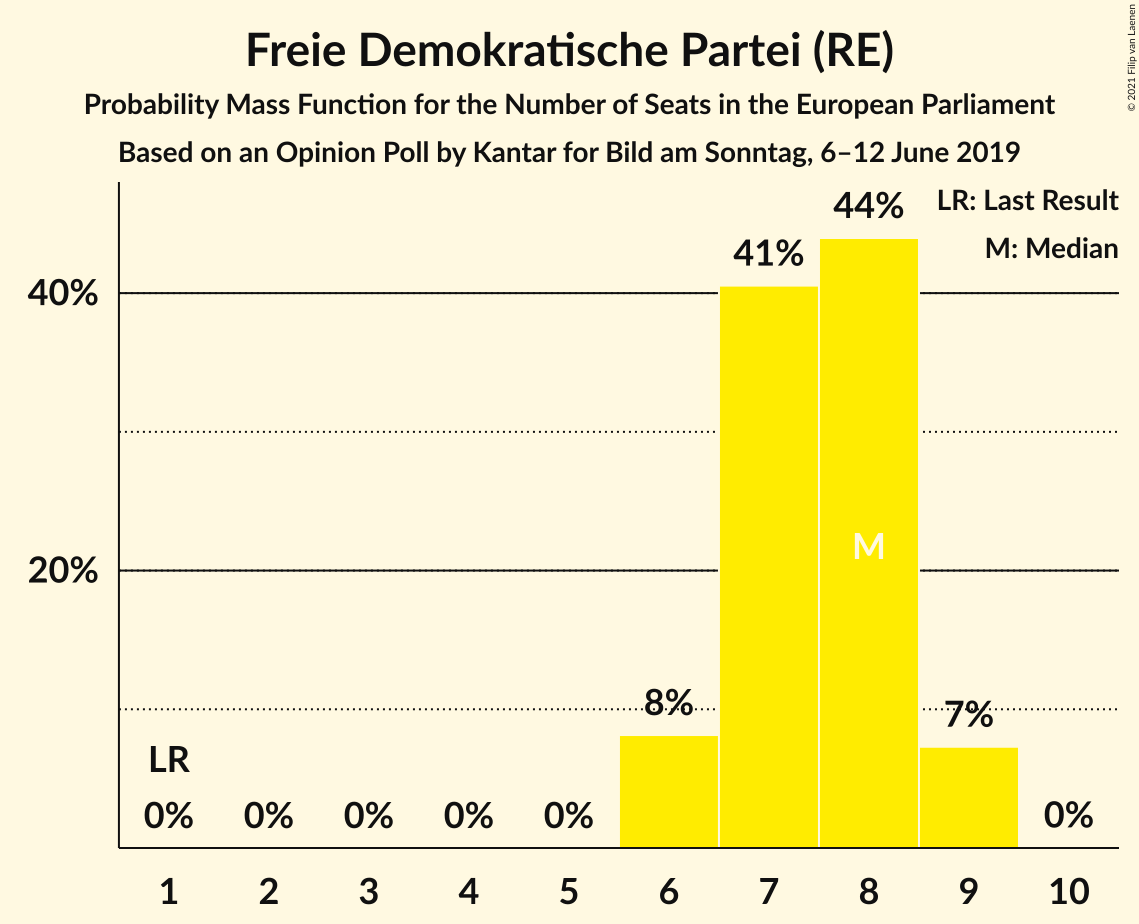 Freie Demokratische Partei (RE)
Probability Mass Function for the Number of Seats in the European Parliament
Based on an Opinion Poll by Kantar for Bild am Sonntag, 6–12 June 2019
© 2021 Filip van Laenen
LR: Last Result
M: Median
44%
41%
40%
M
20%
8%
7%
LR
0% 0% 0% 0% 0% 0%
1 2 3 4 5 6 7 8 9 10